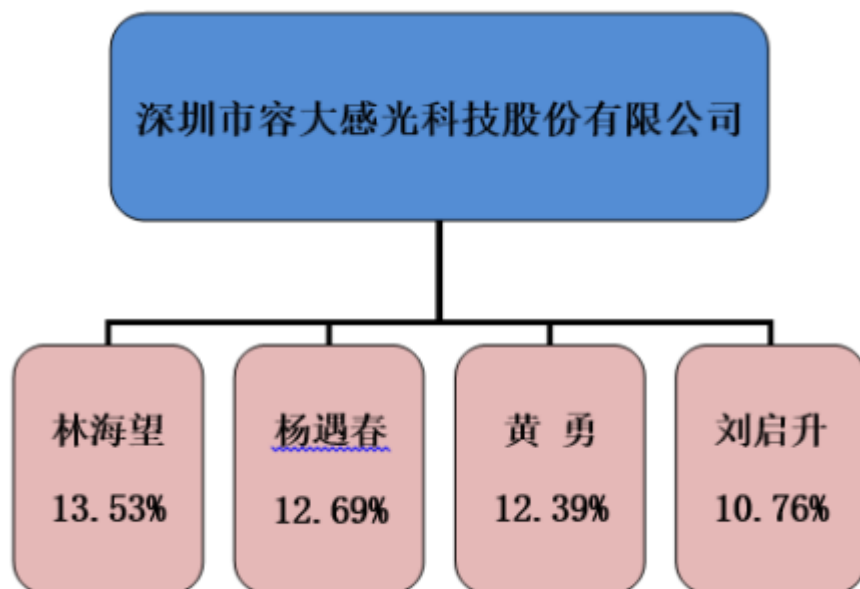 深圳市容大感光科技股份有限公司
林海望
13.53%
杨遇春
12.69%
黄 勇
12.39%
刘启升
10.76%